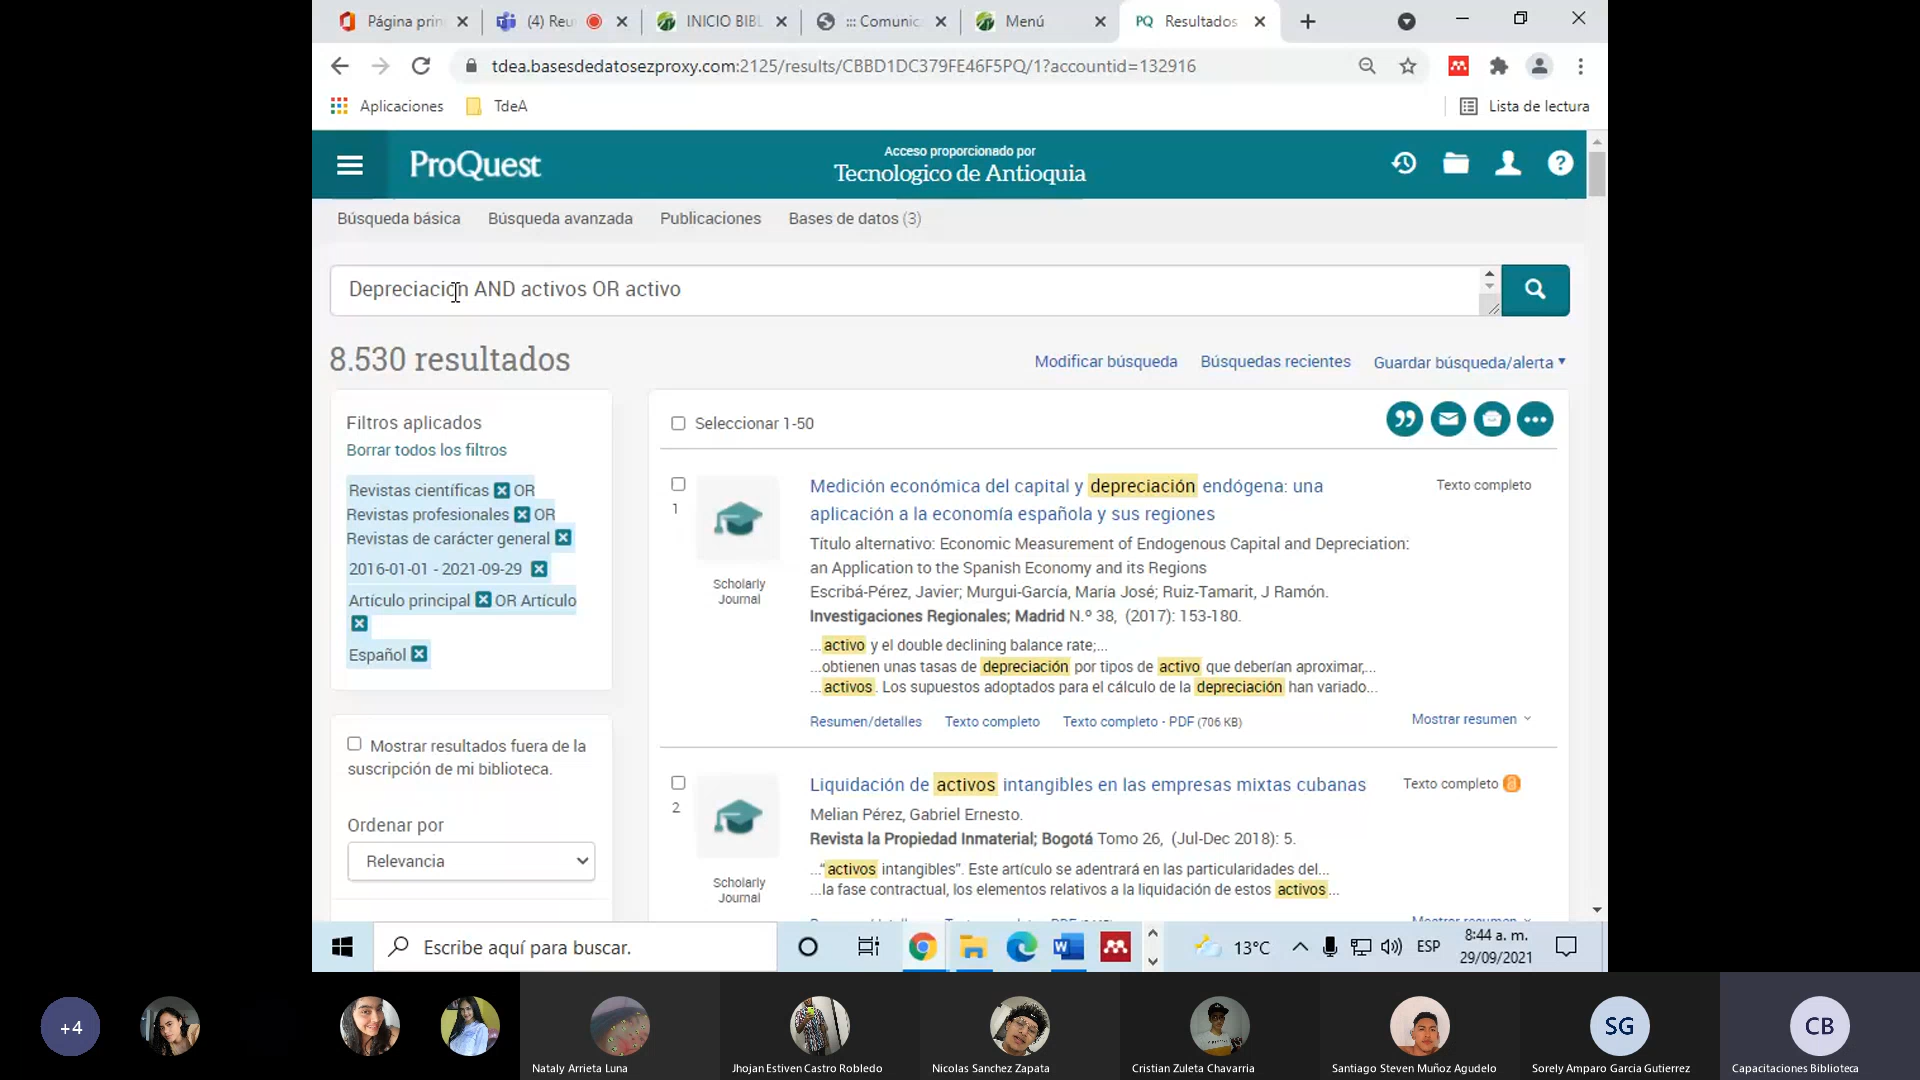 Página prin
(4) Reu
INICIO BIBL
::: Comunic
Menú
PQ Resultados
tdea.basesdedatosezproxy.com:2125/results/CBBD1DC379FE46F5PQ/1?accountid=132916
Aplicaciones
TdeA
Lista de lectura
ProQuest
Acceso proporcionado por
Tecnologico de Antioquia
Búsqueda básica
Búsqueda avanzada
Publicaciones
Bases de datos (3)
Depreciación AND activos OR activo
8.530 resultados
Modificar búsqueda
Búsquedas recientes
Guardar búsqueda/alerta
Filtros aplicados
Borrar todos los filtros
Revistas científicas OR
Revistas profesionales OR
Revistas de carácter general
2016-01-01 - 2021-09-29
Artículo principal OR Artículo
Español
Mostrar resultados fuera de la
suscripción de mi biblioteca.
Ordenar por
Relevancia
Seleccionar 1-50
1
Scholarly
Journal
Medición económica del capital y depreciación endógena: una
aplicación a la economía española y sus regiones
Texto completo
Título alternativo: Economic Measurement of Endogenous Capital and Depreciation:
an Application to the Spanish Economy and its Regions
Escribá-Pérez, Javier; Murgui-García, María José; Ruiz-Tamarit, J Ramón.
Investigaciones Regionales; Madrid N.º 38, (2017): 153-180.
...activo y el double declining balance rate;...
...obtienen unas tasas de depreciación por tipos de activo que deberían aproximar,...
...activos. Los supuestos adoptados para el cálculo de la depreciación han variado...
Resumen/detalles
Texto completo
Texto completo - PDF (706 KB)
Mostrar resumen
2
Scholarly
Journal
Liquidación de activos intangibles en las empresas mixtas cubanas
Texto completo
Melian Pérez, Gabriel Ernesto.
Revista la Propiedad Inmaterial; Bogotá Tomo 26, (Jul-Dec 2018): 5.
..."activos intangibles". Este artículo se adentrará en las particularidades del...
...la fase contractual, los elementos relativos a la liquidación de estos activos...
Escribe aquí para buscar.
13°C
ESP
8:44 a. m.
29/09/2021
+4
Nataly Arrieta Luna
Jhojan Estiven Castro Robledo
Nicolas Sanchez Zapata
Cristian Zuleta Chavarria
Santiago Steven Muñoz Agudelo
SG
Sorely Amparo Garcia Gutierrez
CB
Capacitaciones Biblioteca